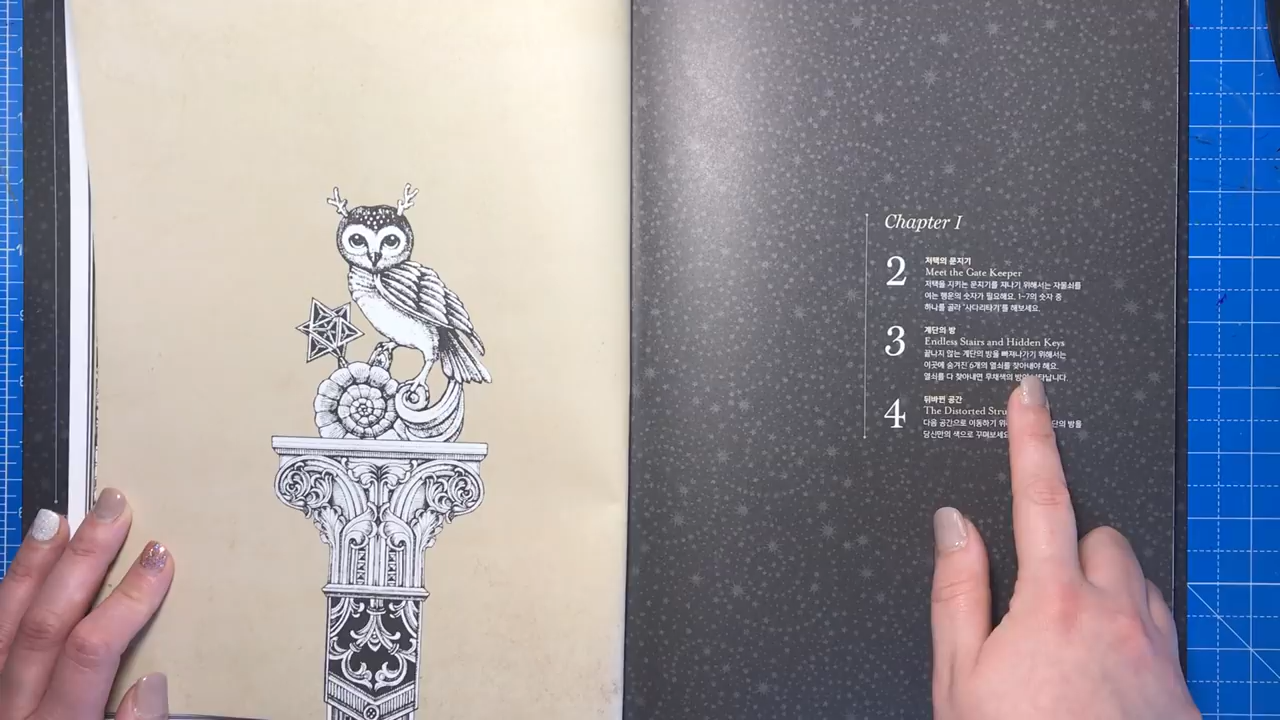 Chapter I
2
저택의 문지기
Meet the Gate Keeper
저택을 지키는 문지기를 지나기 위해서는 자물쇠를
여는 행운의 숫자가 필요해요. 1-7의 숫자 중
하나를 골라 '사다리타기'를 해보세요.
3
계단의 방
Endless Stairs and Hidden Keys
끝나지 않는 계단의 방을 빠져나가기 위해서는
이곳에 숨겨진 6개의 열쇠를 찾아내야 해요.
열쇠를 다 찾아내면 무채색의
4
뒤바뀐 공간
The Distorted
다음 공간으로 이동하기 방을
당신만의 색으로 꾸며보세요